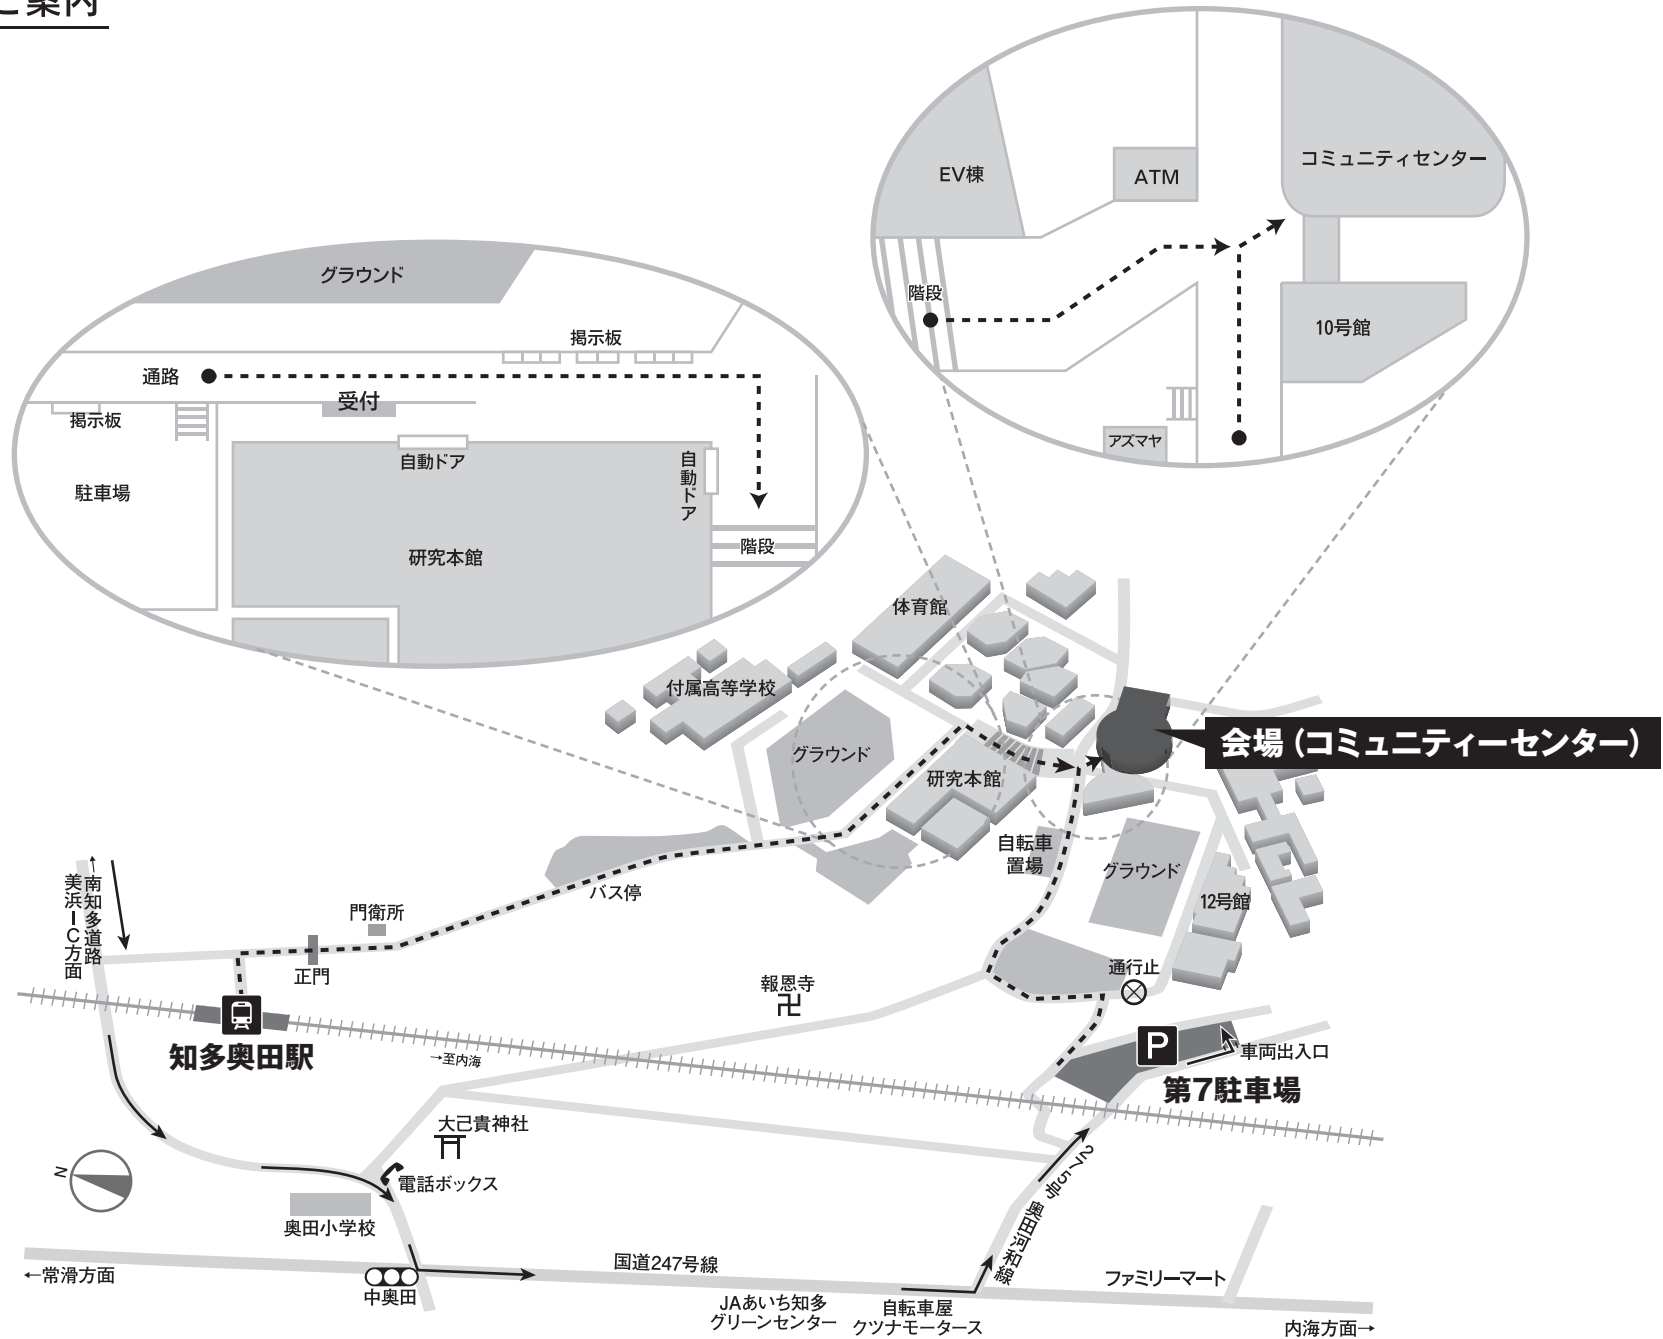 ご案内
グラウンド
掲示板
通路
受付
掲示板
自動ドア
自動ドア
駐車場
研究本館
階段
EV棟
ATM
コミュニティセンター
階段
10号館
アズマヤ
体育館
付属高等学校
グラウンド
研究本館
会場(コミュニティーセンター)
自転車
置場
グラウンド
12号館
バス停
門衛所
正門
↑南知多道路
美浜IC方面
報恩寺
卍
通行止
知多奥田駅
→至内海
P
車両出入口
第7駐車場
大己貴神社
N
電話ボックス
奥田小学校
275号 奥田河和線
国道247号線
←常滑方面
中奥田
ファミリーマート
JAあいち知多
グリーンセンター
自転車屋
クツナモータース
内海方面→